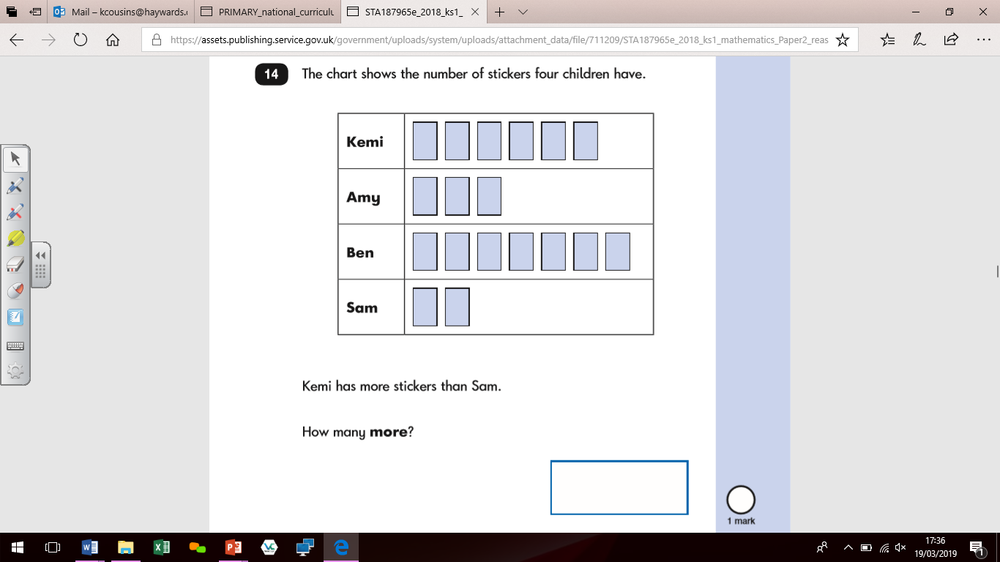 Mail – kcousins@haywards.
PRIMARY_national_curricul
STA187965e_2018_ks1_
https://assets.publishing.service.gov.uk/government/uploads/system/uploads/attachment_data/file/711209/STA187965e_2018_ks1_mathematics_Paper2_reas
14 The chart shows the number of stickers four children have.
Kemi
Amy
Ben
Sam
Kemi has more stickers than Sam.
How many more?
1 mark
17:36
19/03/2019
1